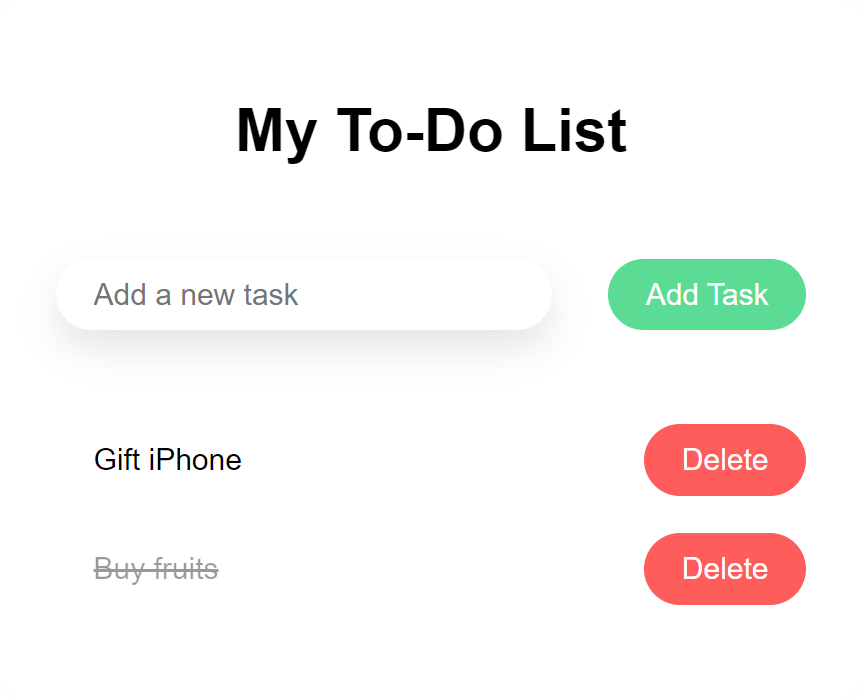 My To-Do List
Add a new task
Add Task
Gift iPhone
Delete
Buy fruits
Delete